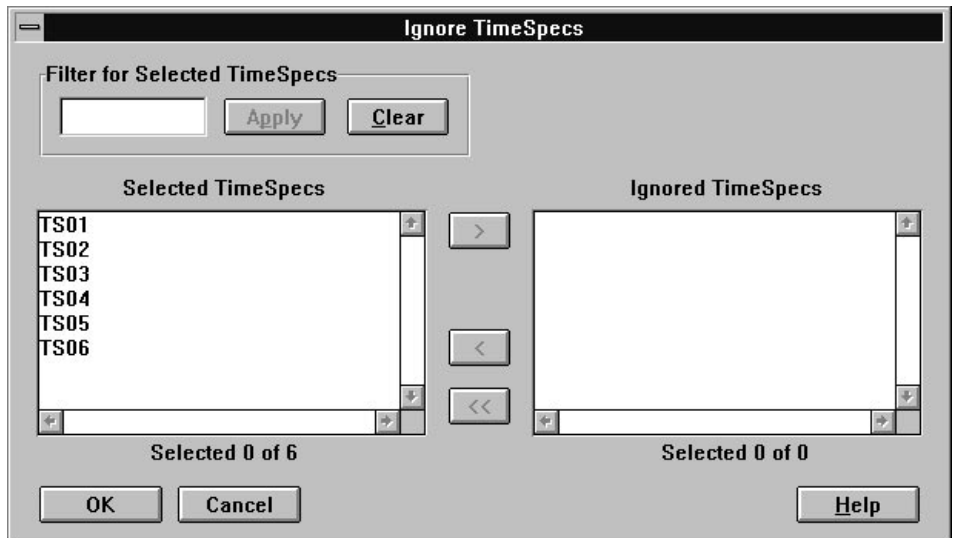 Ignore TimeSpecs
Filter for Selected TimeSpecs
Apply Clear
Selected TimeSpecs
Ignored TimeSpecs
TS01
TS02
TS03
TS04
TS05
TS06
>
<
<<
Selected 0 of 6
Selected 0 of 0
OK Cancel Help